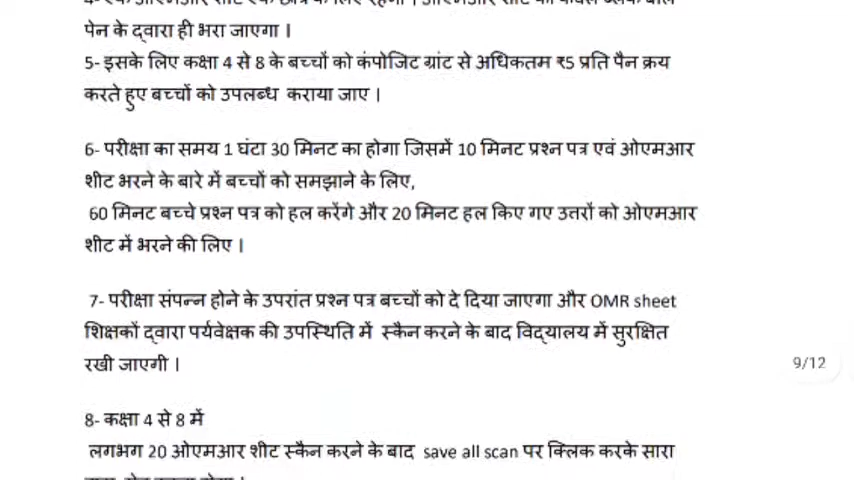 पेन के द्वारा ही भरा जाएगा ।
5- इसके लिए कक्षा 4 से 8 के बच्चों को कंपोजिट ग्रांट से अधिकतम ₹5 प्रति पैन क्रय
करते हुए बच्चों को उपलब्ध कराया जाए ।
6- परीक्षा का समय 1 घंटा 30 मिनट का होगा जिसमें 10 मिनट प्रश्न पत्र एवं ओएमआर
शीट भरने के बारे में बच्चों को समझाने के लिए,
60 मिनट बच्चे प्रश्न पत्र को हल करेंगे और 20 मिनट हल किए गए उत्तरों को ओएमआर
शीट में भरने की लिए ।
7- परीक्षा संपन्न होने के उपरांत प्रश्न पत्र बच्चों को दे दिया जाएगा और OMR sheet
शिक्षकों द्वारा पर्यवेक्षक की उपस्थिति में स्कैन करने के बाद विद्यालय में सुरक्षित
रखी जाएगी ।
9/12
8- कक्षा 4 से 8 में
लगभग 20 ओएमआर शीट स्कैन करने के बाद save all scan पर क्लिक करके सारा